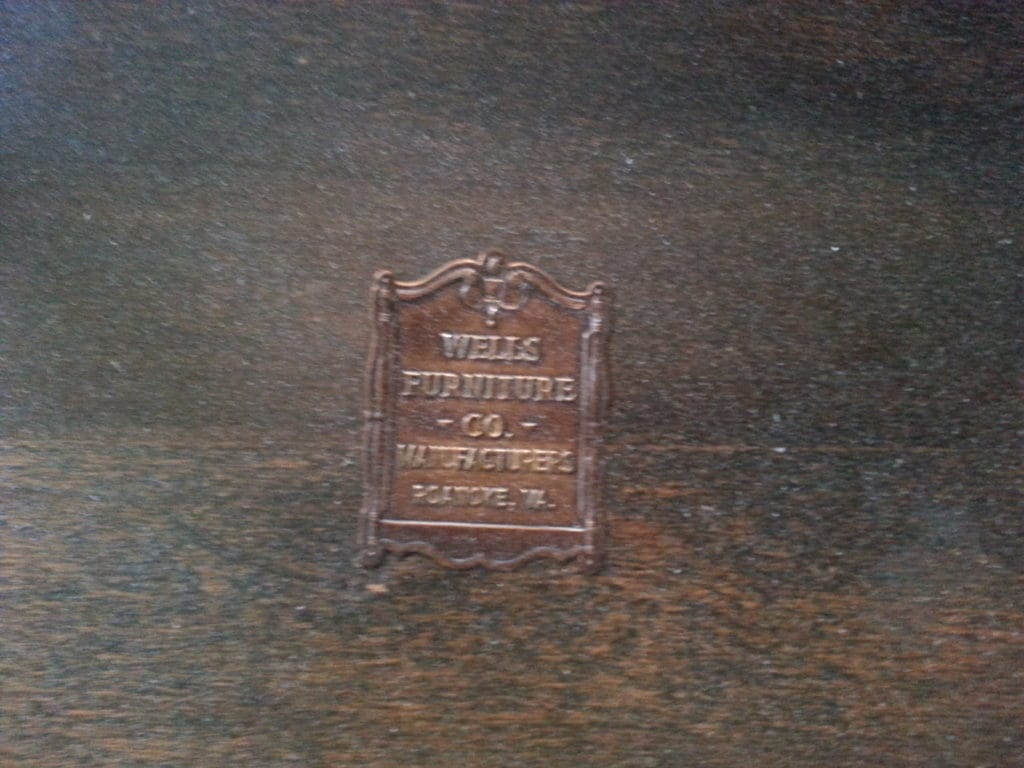 WELLS
FURNITURE
- CO. -
MANUFACTURERS
ROANOKE, VA.